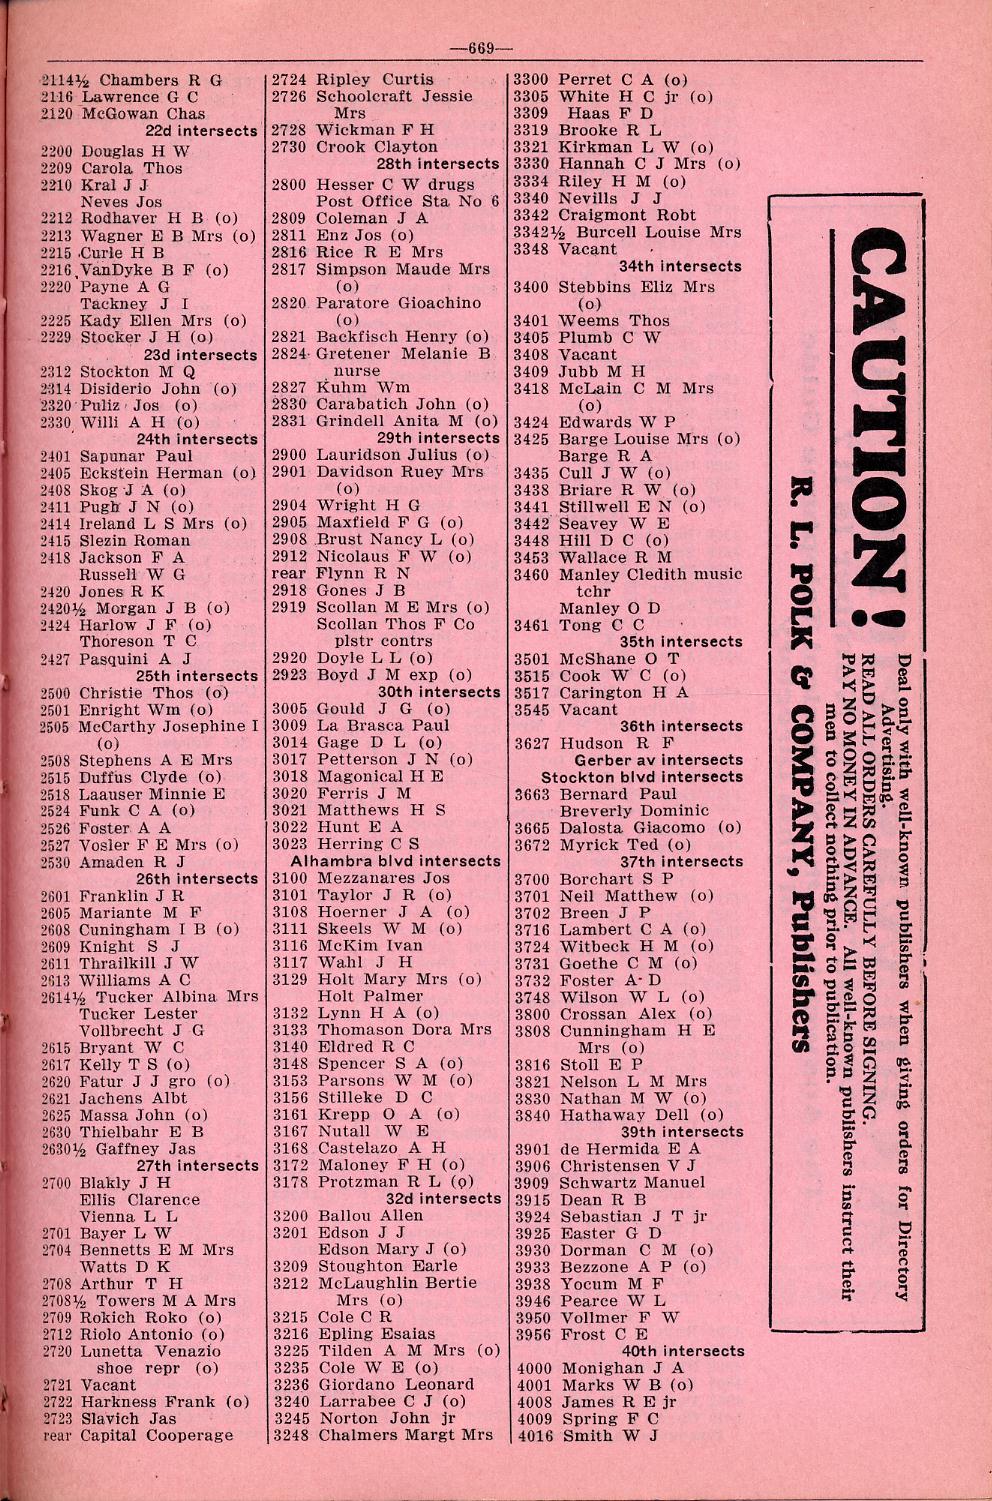 —669—
2114½ Chambers R G
2116 Lawrence G C
2120 McGowan Chas
22d intersects
2200 Douglas H W
2209 Carola Thos
2210 Kral J J
Neves Jos
2212 Rodhaver H B (o)
2213 Wagner E B Mrs (o)
2215 Curle H B
2216 VanDyke B F (o)
2220 Payne A G
Tackney J I
2225 Kady Ellen Mrs (o)
2229 Stocker J H (o)
23d intersects
2312 Stockton M Q
2314 Disiderio John (o)
2320 Puliz Jos (o)
2330 Willi A H (o)
24th intersects
2401 Sapunar Paul
2405 Eckstein Herman (o)
2408 Skog J A (o)
2411 Pugh J N (o)
2414 Ireland L S Mrs (o)
2415 Slezin Roman
2418 Jackson F A
Russell W G
2420 Jones R K
2420½ Morgan J B (o)
2424 Harlow J F (o)
Thoreson T C
2427 Pasquini A J
25th intersects
2500 Christie Thos (o)
2501 Enright Wm (o)
2505 McCarthy Josephine I
(o)
2508 Stephens A E Mrs
2515 Duffus Clyde (o)
2518 Laauser Minnie E
2524 Funk C A (o)
2526 Foster A A
2527 Vosler F E Mrs (o)
2530 Amaden R J
26th intersects
2601 Franklin J R
2605 Mariante M F
2608 Cuningham I B (o)
2609 Knight S J
2611 Thrailkill J W
2613 Williams A C
2614½ Tucker Albina Mrs
Tucker Lester
Vollbrecht J G
2615 Bryant W C
2617 Kelly T S (o)
2620 Fatur J J gro (o)
2621 Jachens Albt
2625 Massa John (o)
2630 Thielbahr E B
2630½ Gaffney Jas
27th intersects
2700 Blakly J H
Ellis Clarence
Vienna L L
2701 Bayer L W
2704 Bennetts E M Mrs
Watts D K
2708 Arthur T H
2708½ Towers M A Mrs
2709 Rokich Roko (o)
2712 Riolo Antonio (o)
2720 Lunetta Venazio
shoe repr (o)
2721 Vacant
2722 Harkness Frank (o)
2723 Slavich Jas
rear Capital Cooperage
2724 Ripley Curtis
2726 Schoolcraft Jessie
Mrs
2728 Wickman F H
2730 Crook Clayton
28th intersects
2800 Hesser C W drugs
Post Office Sta No 6
2809 Coleman J A
2811 Enz Jos (o)
2816 Rice R E Mrs
2817 Simpson Maude Mrs
(o)
2820 Paratore Gioachino
(o)
2821 Backfisch Henry (o)
2824 Gretener Melanie B
nurse
2827 Kuhm Wm
2830 Carabatich John (o)
2831 Grindell Anita M (o)
29th intersects
2900 Lauridson Julius (o)
2901 Davidson Ruey Mrs
(o)
2904 Wright H G
2905 Maxfield F G (o)
2908 Brust Nancy L (o)
2912 Nicolaus F W (o)
rear Flynn R N
2918 Gones J B
2919 Scollan M E Mrs (o)
Scollan Thos F Co
plstr contrs
2920 Doyle L L (o)
2923 Boyd J M exp (o)
30th intersects
3005 Gould J G (o)
3009 La Brasca Paul
3014 Gage D L (o)
3017 Petterson J N (o)
3018 Magonical H E
3020 Ferris J M
3021 Matthews H S
3022 Hunt E A
3023 Herring C S
Alhambra blvd intersects
3100 Mezzanares Jos
3101 Taylor J R (o)
3108 Hoerner J A (o)
3111 Skeels W M (o)
3116 McKim Ivan
3117 Wahl J H
3129 Holt Mary Mrs (o)
Holt Palmer
3132 Lynn H A (o)
3133 Thomason Dora Mrs
3140 Eldred R C
3148 Spencer S A (o)
3153 Parsons W M (o)
3156 Stilleke D C
3161 Krepp O A (o)
3167 Nutall W E
3168 Castelazo A H
3172 Maloney F H (o)
3178 Protzman R L (o)
32d intersects
3200 Ballou Allen
3201 Edson J J
Edson Mary J (o)
3209 Stoughton Earle
3212 McLaughlin Bertie
Mrs (o)
3215 Cole C R
3216 Epling Esaias
3225 Tilden A M Mrs (o)
3235 Cole W E (o)
3236 Giordano Leonard
3240 Larrabee C J (o)
3245 Norton John jr
3248 Chalmers Margt Mrs
3300 Perret C A (o)
3305 White H C jr (o)
3309 Haas F D
3319 Brooke R L
3321 Kirkman L W (o)
3330 Hannah C J Mrs (o)
3334 Riley H M (o)
3340 Nevills J J
3342 Craigmont Robt
3342½ Burcell Louise Mrs
3348 Vacant
34th intersects
3400 Stebbins Eliz Mrs
(o)
3401 Weems Thos
3405 Plumb C W
3408 Vacant
3409 Jubb M H
3418 McLain C M Mrs
(o)
3424 Edwards W P
3425 Barge Louise Mrs (o)
Barge R A
3435 Cull J W (o)
3438 Briare R W (o)
3441 Stillwell E N (o)
3442 Seavey W E
3448 Hill D C (o)
3453 Wallace R M
3460 Manley Cledith music
tchr
Manley O D
3461 Tong C C
35th intersects
3501 McShane O T
3515 Cook W C (o)
3517 Carington H A
3545 Vacant
36th intersects
3627 Hudson R F
Gerber av intersects
Stockton blvd intersects
3663 Bernard Paul
Breverly Dominic
3665 Dalosta Giacomo (o)
3672 Myrick Ted (o)
37th intersects
3700 Borchart S P
3701 Neil Matthew (o)
3702 Breen J P
3716 Lambert C A (o)
3724 Witbeck H M (o)
3731 Goethe C M (o)
3732 Foster A D
3748 Wilson W L (o)
3800 Crossan Alex (o)
3808 Cunningham H E
Mrs (o)
3816 Stoll E P
3821 Nelson L M Mrs
3830 Nathan M W (o)
3840 Hathaway Dell (o)
39th intersects
3901 de Hermida E A
3906 Christensen V J
3909 Schwartz Manuel
3915 Dean R B
3924 Sebastian J T jr
3925 Easter G D
3930 Dorman C M (o)
3933 Bezzone A P (o)
3938 Yocum M F
3946 Pearce W L
3950 Vollmer F W
3956 Frost C E
40th intersects
4000 Monighan J A
4001 Marks W B (o)
4008 James R E jr
4009 Spring F C
4016 Smith W J
CAUTION!
Deal only with well-known publishers when giving orders for Directory
Advertising.
READ ALL ORDERS CAREFULLY BEFORE SIGNING.
PAY NO MONEY IN ADVANCE. All well-known publishers instruct their
men to collect nothing prior to publication.
R. L. POLK & COMPANY, Publishers